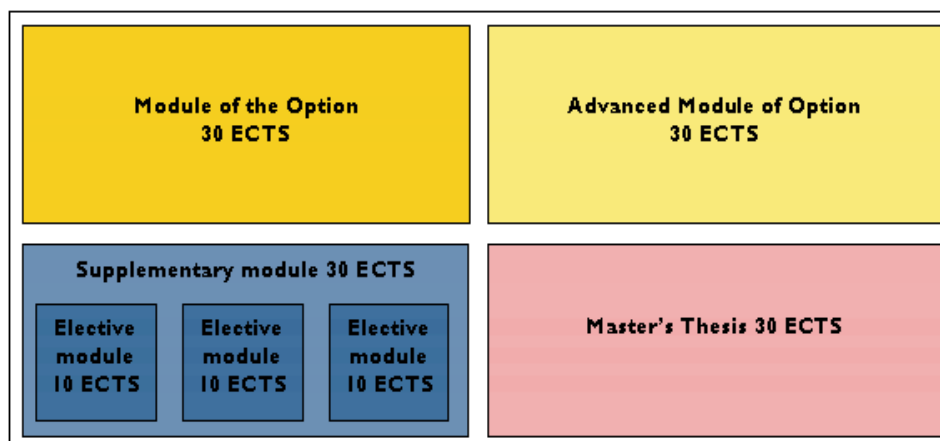 Module of the Option
30 ECTS
Advanced Module of Option
30 ECTS
Supplementary module 30 ECTS
Elective
module
10 ECTS
Elective
module
10 ECTS
Elective
module
10 ECTS
Master's Thesis 30 ECTS